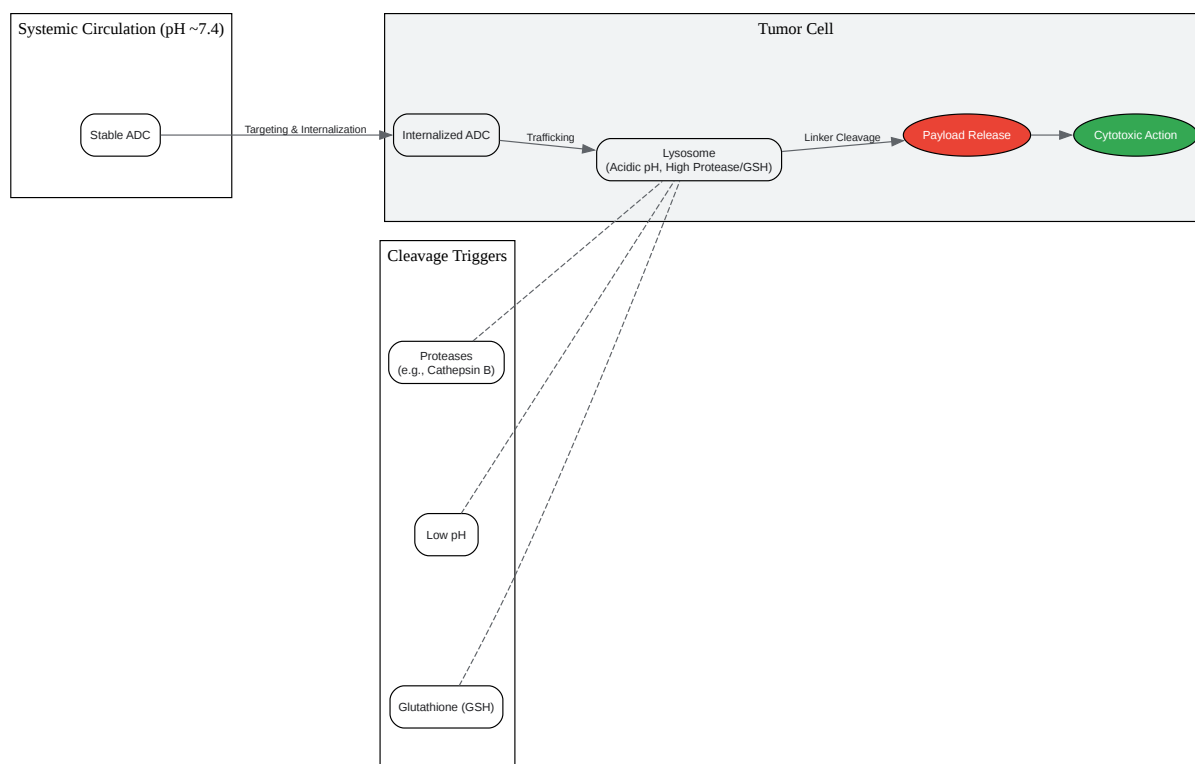 Systemic Circulation (pH ~7.4)
Tumor Cell
Stable ADC
Targeting & Internalization
Internalized ADC
Trafficking
Lysosome
(Acidic pH, High Protease/GSH)
Linker Cleavage
Payload Release
Cytotoxic Action
Cleavage Triggers
Proteases
(e.g., Cathepsin B)
Low pH
Glutathione (GSH)